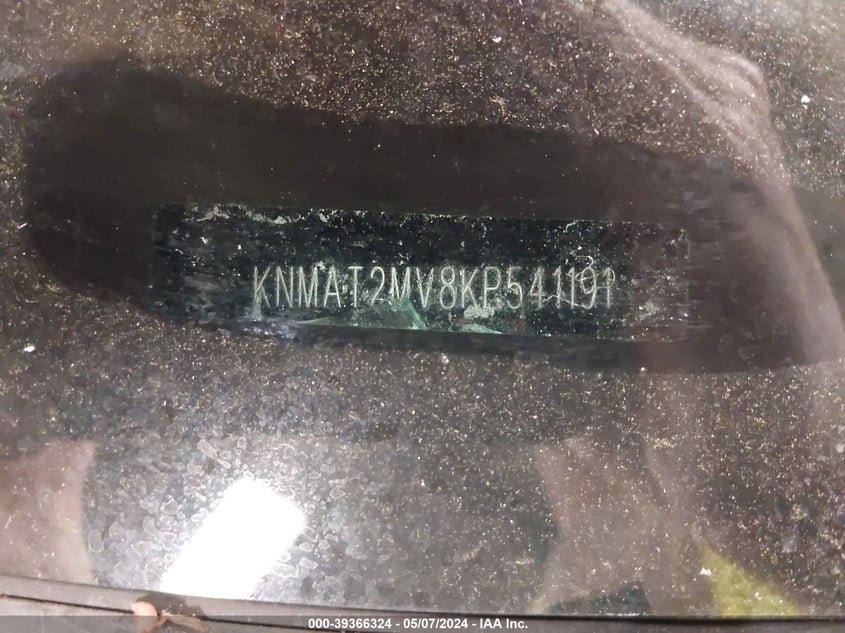 KNMAT2MV8KP541191
000-39366324 - 05/07/2024 - IAA Inc.